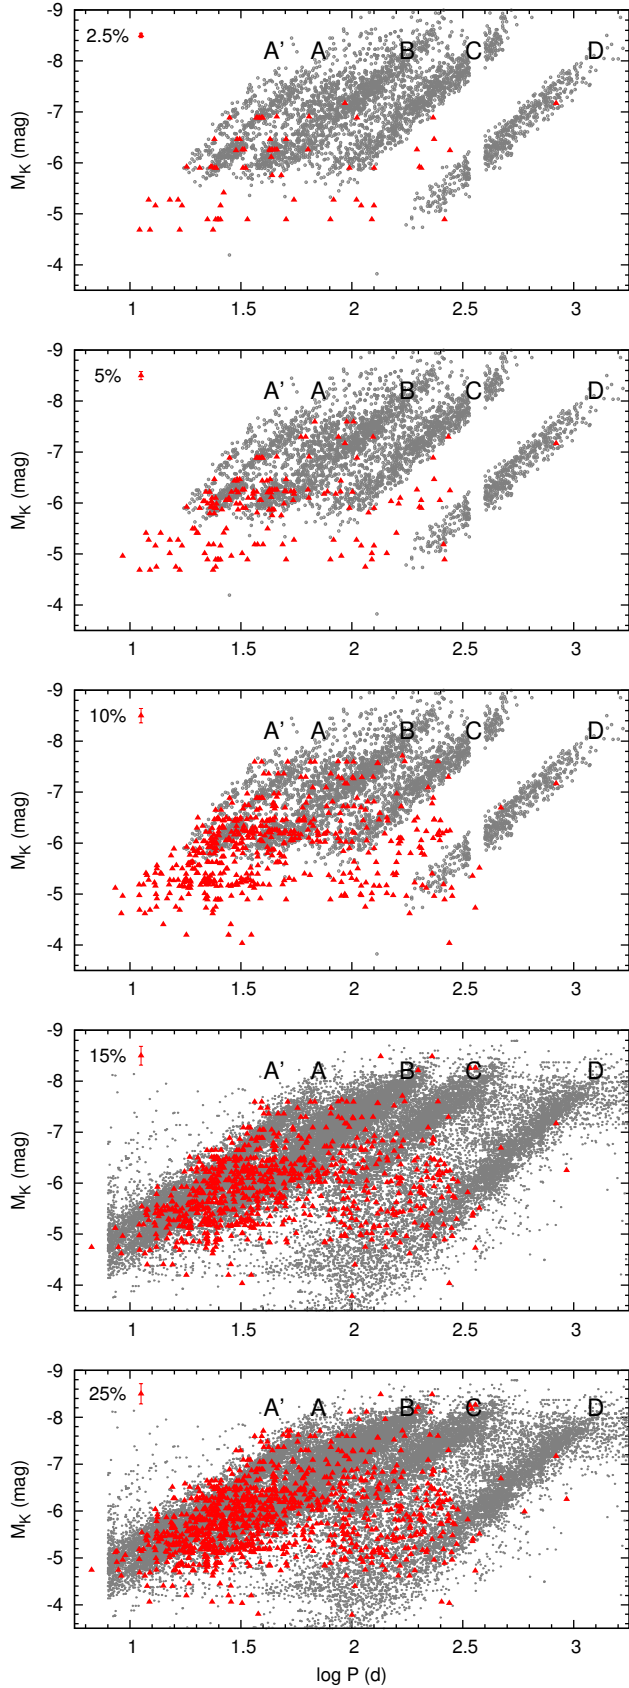 -9
2.5% A' A B C D
-8
-7
M_K (mag)
-6
-5
-4
1 1.5 2 2.5 3
-9
5% A' A B C D
-8
-7
M_K (mag)
-6
-5
-4
1 1.5 2 2.5 3
-9
10% A' A B C D
-8
-7
M_K (mag)
-6
-5
-4
1 1.5 2 2.5 3
-9
15% A' A B C D
-8
-7
M_K (mag)
-6
-5
-4
1 1.5 2 2.5 3
-9
25% A' A B C D
-8
-7
M_K (mag)
-6
-5
-4
1 1.5 2 2.5 3
log P (d)